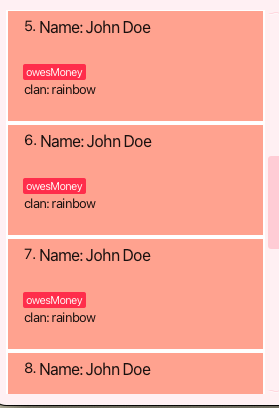 5. Name: John Doe
owesMoney
clan: rainbow
6. Name: John Doe
owesMoney
clan: rainbow
7. Name: John Doe
owesMoney
clan: rainbow
8. Name: John Doe